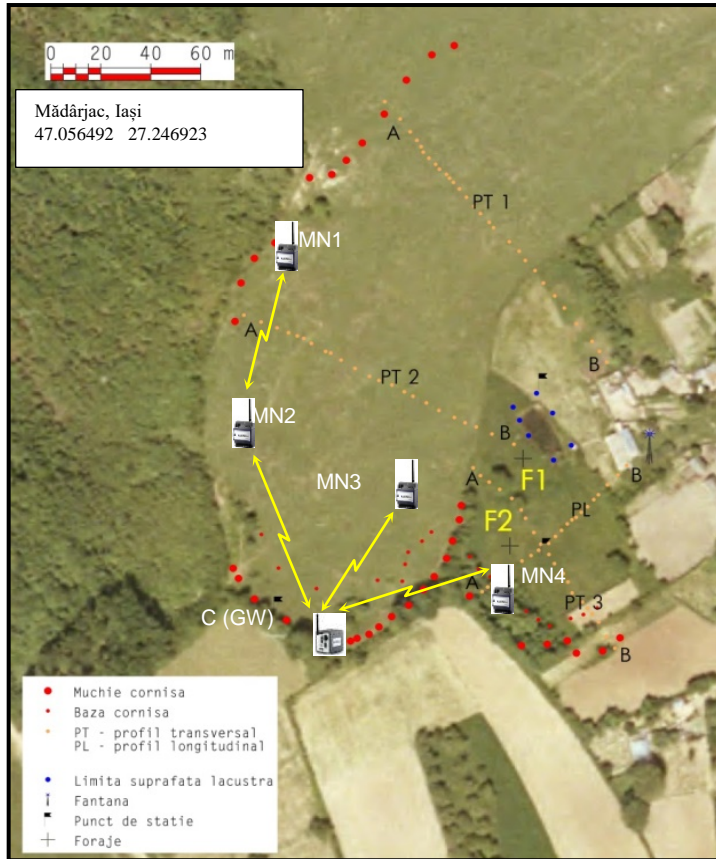 0 20 40 60 m
Mădârjac, Iași
47.056492 27.246923
A
PT 1
MN1
A
PT 2
B
MN2
B
MN3
A
F1
B
PL
F2
A
MN4
PT 3
C (GW)
B
Muchie cornisa
Baza cornisa
PT - profil transversal
PL - profil longitudinal
Limita suprafata lacustra
Fantana
Punct de statie
Foraje